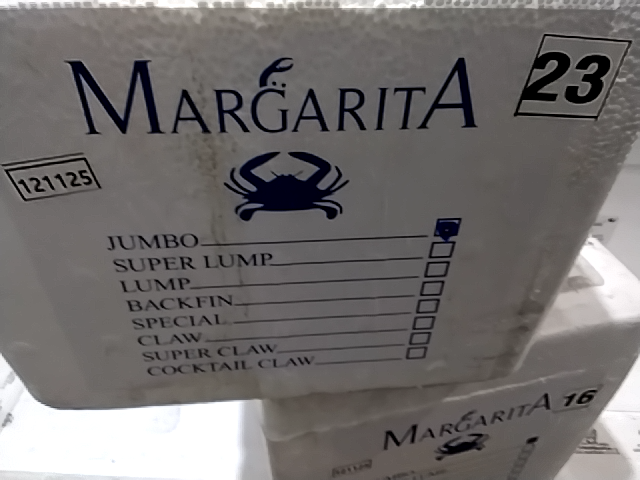 MARGARITA
23
121125
JUMBO
SUPER LUMP
LUMP
BACKFIN
SPECIAL
CLAW
SUPER CLAW
COCKTAIL CLAW
MARGARITA
16